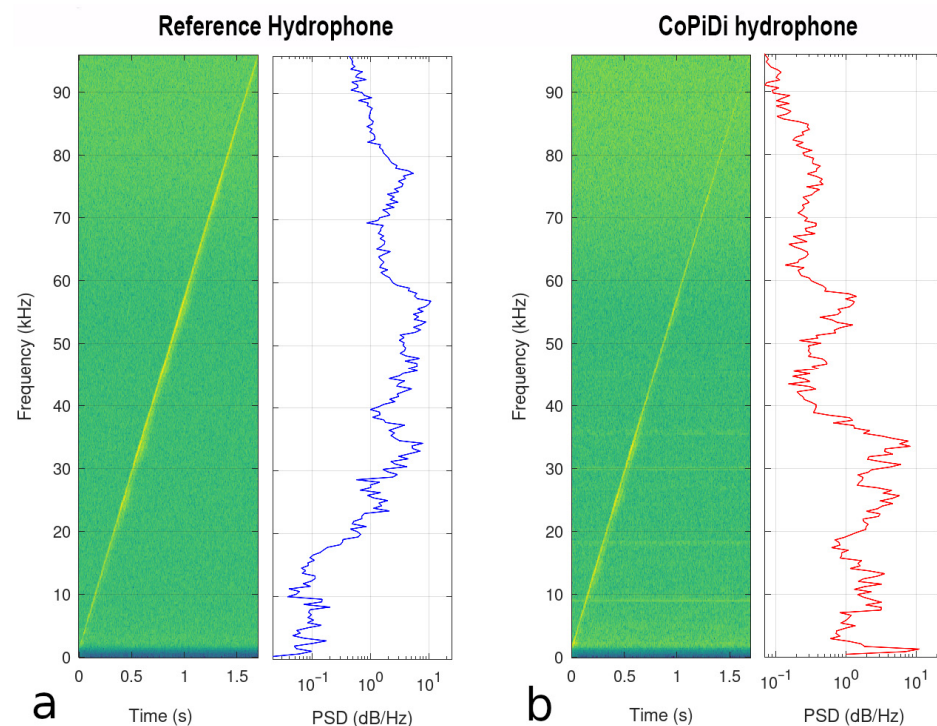 Reference Hydrophone
CoPiDi hydrophone
90
80
70
60
50
40
30
20
10
0
Frequency (kHz)
0 0.5 1 1.5
Time (s)
10⁻¹ 10⁰ 10¹
PSD (dB/Hz)
a
90
80
70
60
50
40
30
20
10
0
Frequency (kHz)
0 0.5 1 1.5
Time (s)
10⁻¹ 10⁰ 10¹
PSD (dB/Hz)
b